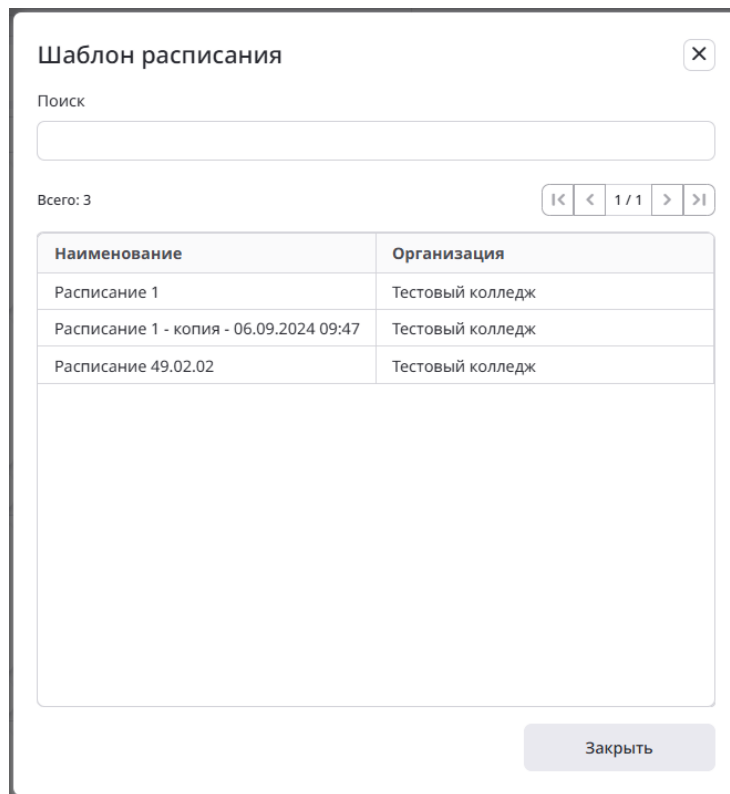 Шаблон расписания
Поиск
Всего: 3
1 / 1
Наименование Организация
Расписание 1 Тестовый колледж
Расписание 1 - копия - 06.09.2024 09:47 Тестовый колледж
Расписание 49.02.02 Тестовый колледж
Закрыть